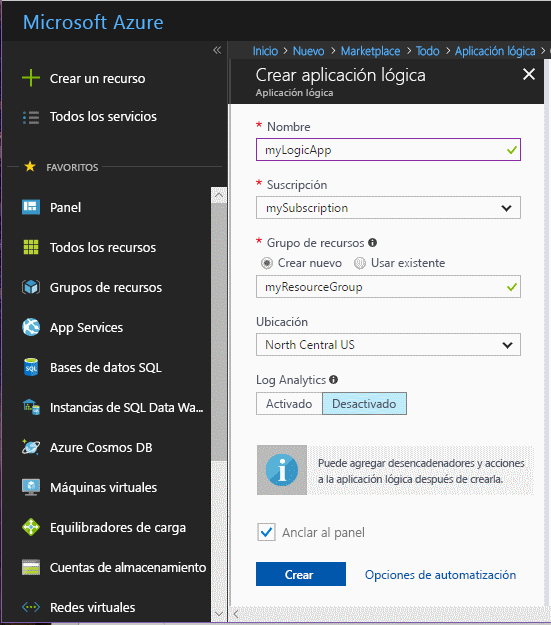 Microsoft Azure
«
Inicio > Nuevo > Marketplace > Todo > Aplicación lógica >
Crear un recurso
Todos los servicios
FAVORITOS
Panel
Todos los recursos
Grupos de recursos
App Services
Bases de datos SQL
Instancias de SQL Data Wa...
Azure Cosmos DB
Máquinas virtuales
Equilibradores de carga
Cuentas de almacenamiento
Redes virtuales
Crear aplicación lógica
Aplicación lógica
* Nombre
myLogicApp
* Suscripción
mySubscription
* Grupo de recursos
Crear nuevo Usar existente
myResourceGroup
Ubicación
North Central US
Log Analytics
Activado Desactivado
Puede agregar desencadenadores y acciones
a la aplicación lógica después de crearla.
Anclar al panel
Crear Opciones de automatización